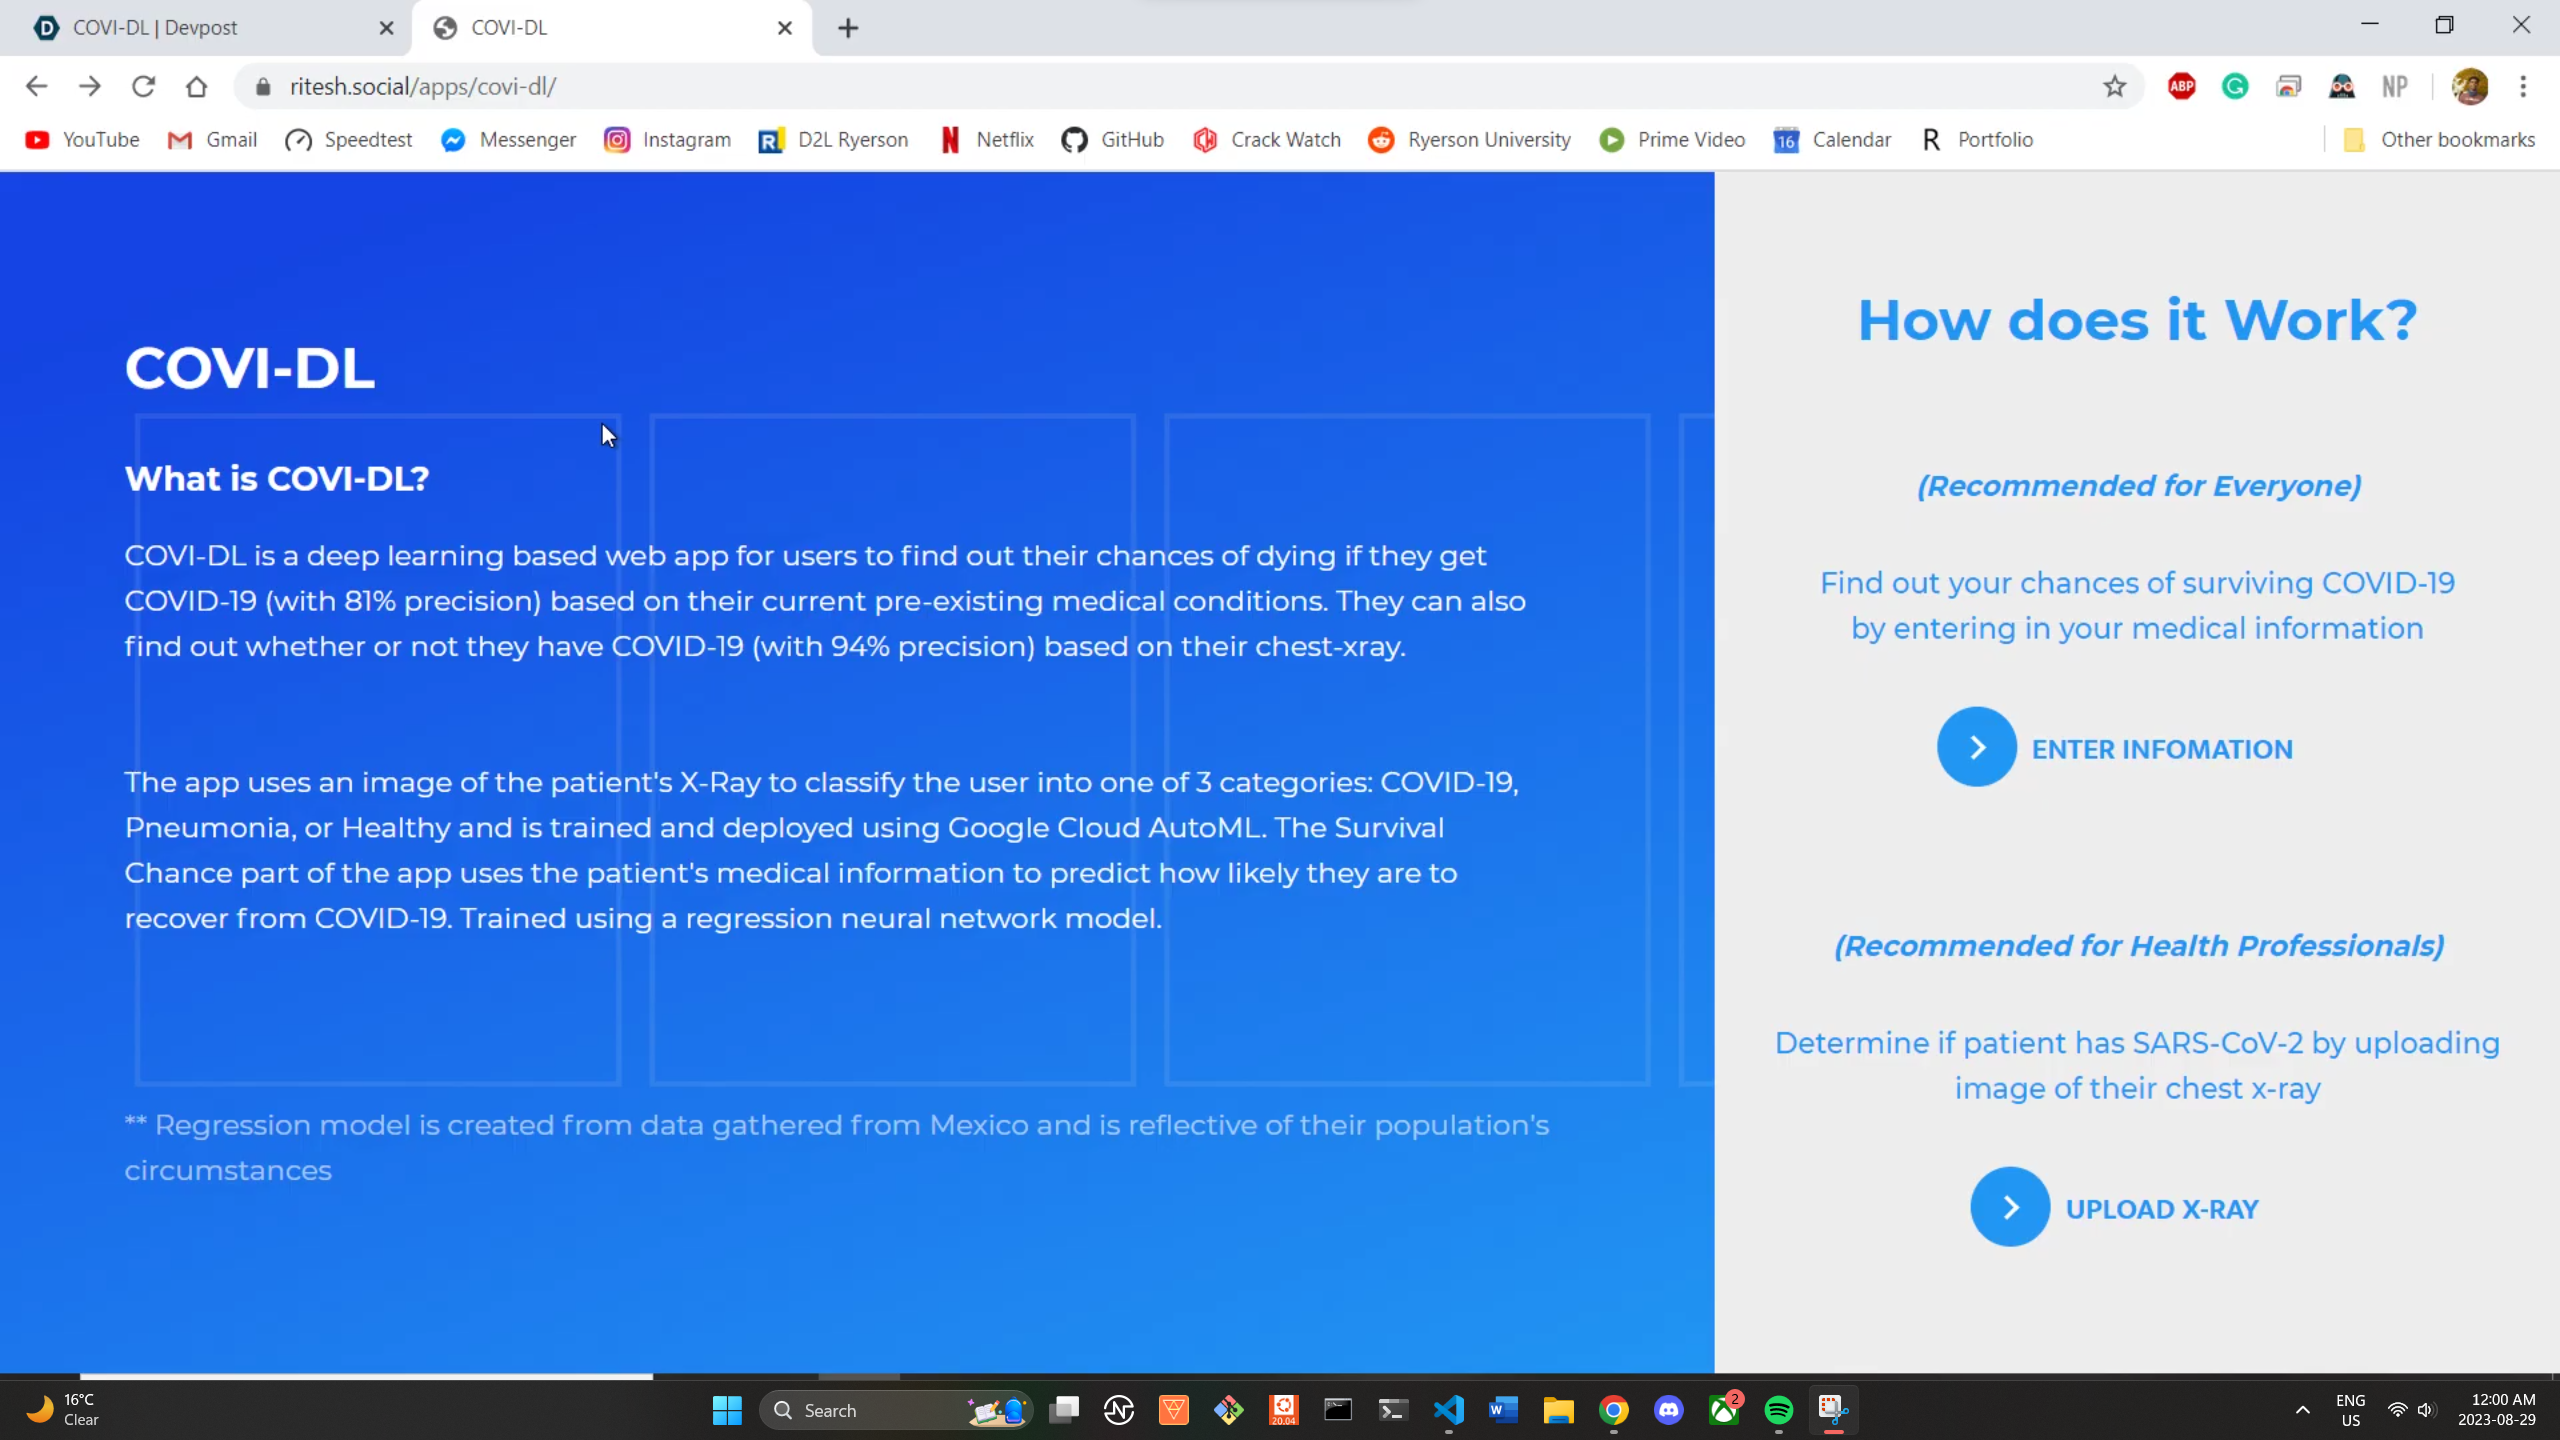 COVI-DL | Devpost
COVI-DL
ritesh.social/apps/covi-dl/
ABP
NP
YouTube
Gmail
Speedtest
Messenger
Instagram
D2L Ryerson
Netflix
GitHub
Crack Watch
Ryerson University
Prime Video
16
Calendar
R
Portfolio
Other bookmarks
COVI-DL
What is COVI-DL?
COVI-DL is a deep learning based web app for users to find out their chances of dying if they get
COVID-19 (with 81% precision) based on their current pre-existing medical conditions. They can also
find out whether or not they have COVID-19 (with 94% precision) based on their chest-xray.
The app uses an image of the patient's X-Ray to classify the user into one of 3 categories: COVID-19,
Pneumonia, or Healthy and is trained and deployed using Google Cloud AutoML. The Survival
Chance part of the app uses the patient's medical information to predict how likely they are to
recover from COVID-19. Trained using a regression neural network model.
** Regression model is created from data gathered from Mexico and is reflective of their population's
circumstances
How does it Work?
(Recommended for Everyone)
Find out your chances of surviving COVID-19
by entering in your medical information
ENTER INFOMATION
(Recommended for Health Professionals)
Determine if patient has SARS-CoV-2 by uploading
image of their chest x-ray
UPLOAD X-RAY
16°C
Clear
Search
20.04
2
ENG
US
12:00 AM
2023-08-29